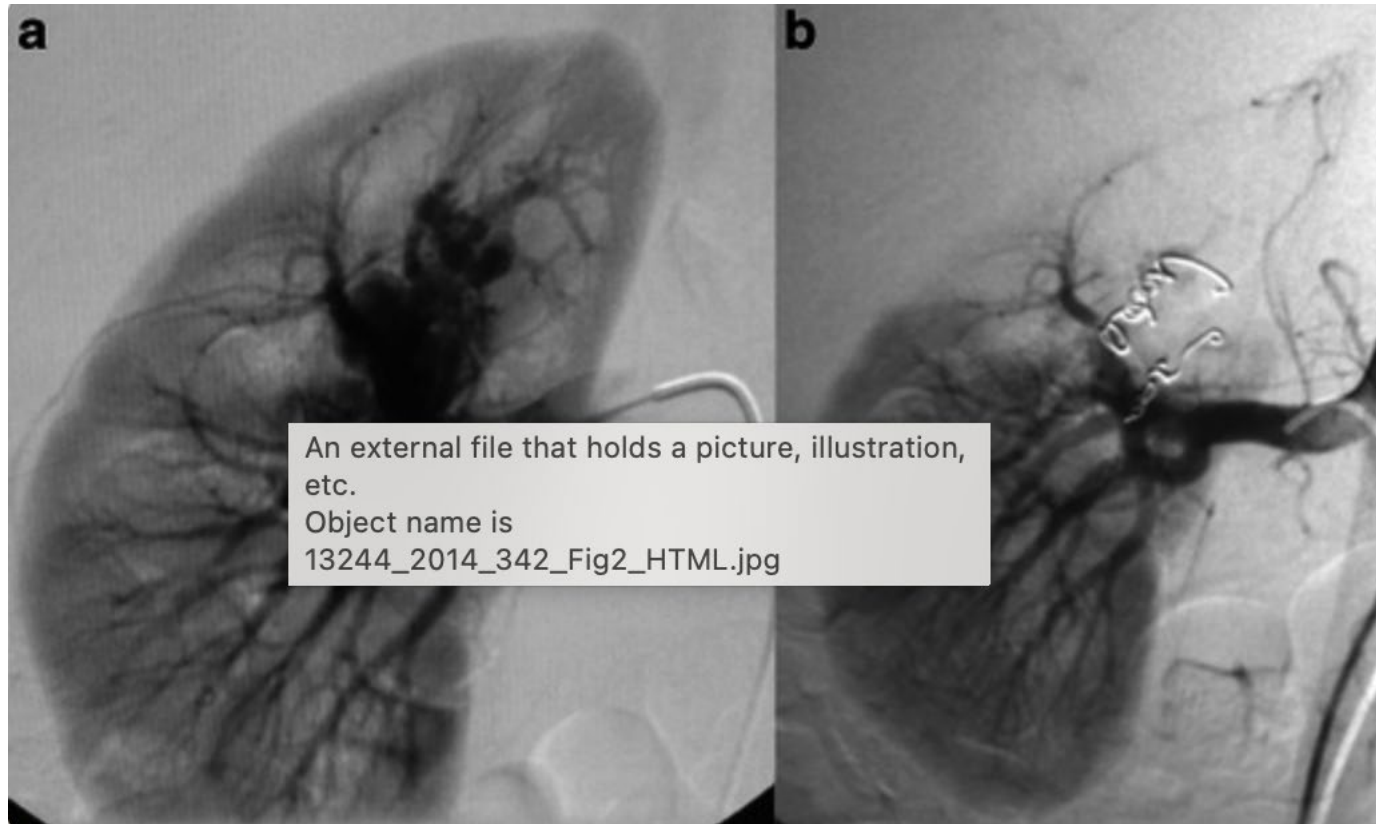 a
b
An external file that holds a picture, illustration,
etc.
Object name is
13244_2014_342_Fig2_HTML.jpg